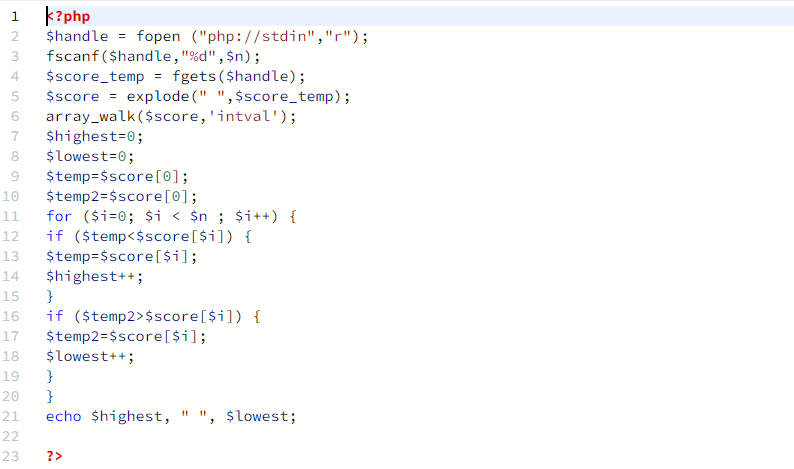 1 <?php
2 $handle = fopen ("php://stdin","r");
3 fscanf($handle,"%d",$n);
4 $score_temp = fgets($handle);
5 $score = explode(" ",$score_temp);
6 array_walk($score,'intval');
7 $highest=0;
8 $lowest=0;
9 $temp=$score[0];
10 $temp2=$score[0];
11 for ($i=0; $i < $n ; $i++) {
12 if ($temp<$score[$i]) {
13 $temp=$score[$i];
14 $highest++;
15 }
16 if ($temp2>$score[$i]) {
17 $temp2=$score[$i];
18 $lowest++;
19 }
20 }
21 echo $highest, " ", $lowest;
22
23 ?>